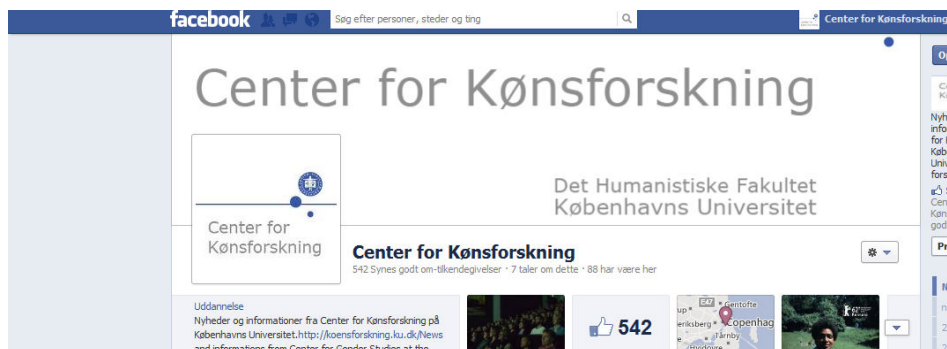 facebook
Søg efter personer, steder og ting
Center for Kønsforskning
Center for Kønsforskning
Det Humanistiske Fakultet
Københavns Universitet
Center for
Kønsforskning
Center for Kønsforskning
542 Synes godt om-tilkendegivelser · 7 taler om dette · 88 har være her
Uddannelse
Nyheder og informationer fra Center for Kønsforskning på
Københavns Universitet.http://koensforskning.ku.dk/News
and informations from Center for Gender Studies at the
542
E47
Gentofte
Copenhag
Tårnby